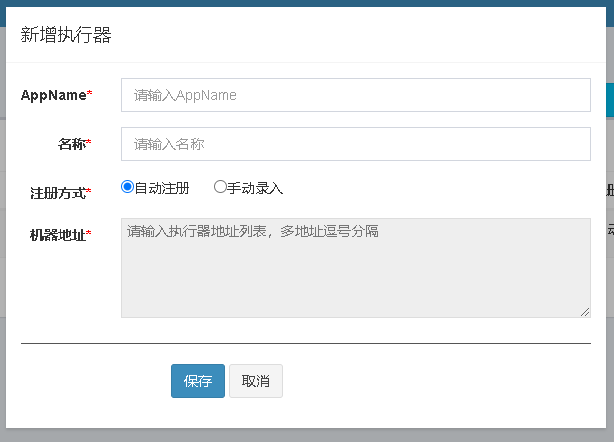 新增执行器
AppName* 请输入AppName
名称* 请输入名称
注册方式* 自动注册 手动录入
机器地址* 请输入执行器地址列表，多地址逗号分隔
保存 取消